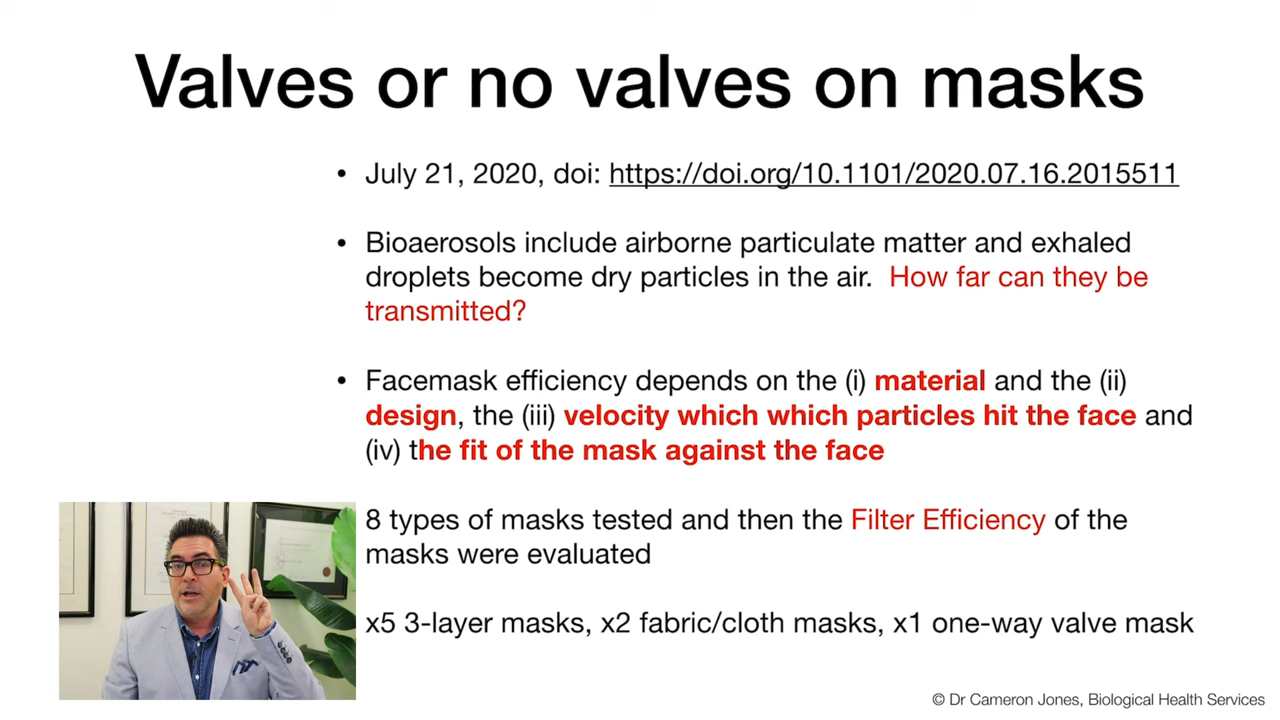 Valves or no valves on masks
• July 21, 2020, doi: https://doi.org/10.1101/2020.07.16.2015511
• Bioaerosols include airborne particulate matter and exhaled
droplets become dry particles in the air. How far can they be
transmitted?
• Facemask efficiency depends on the (i) material and the (ii)
design, the (iii) velocity which which particles hit the face and
(iv) the fit of the mask against the face
8 types of masks tested and then the Filter Efficiency of the
masks were evaluated
x5 3-layer masks, x2 fabric/cloth masks, x1 one-way valve mask
© Dr Cameron Jones, Biological Health Services